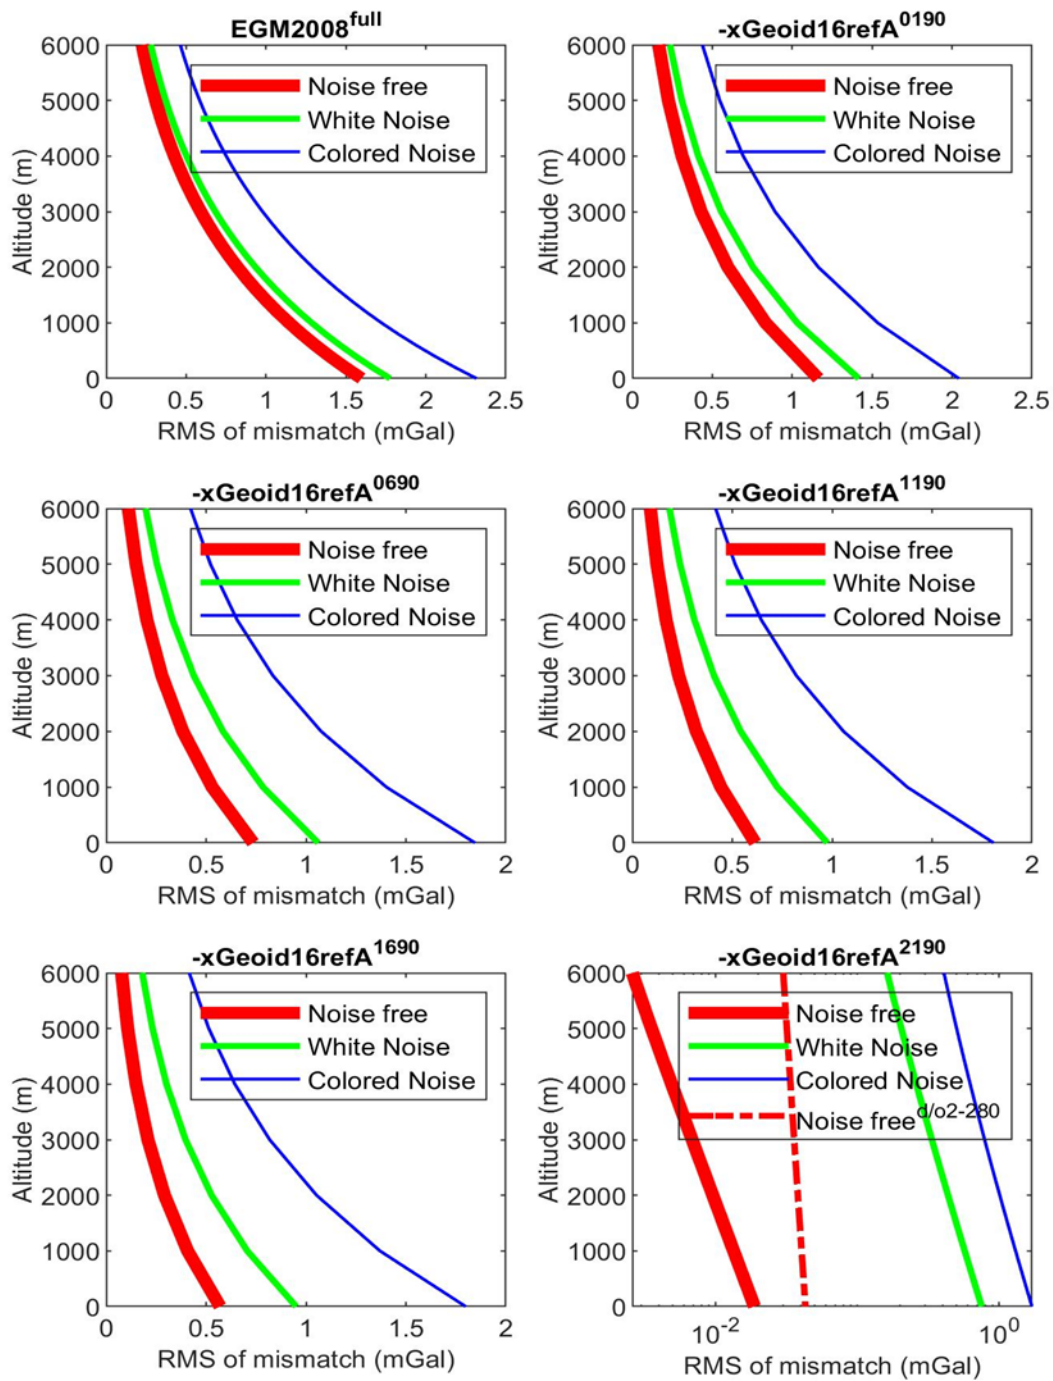 EGM2008^full
6000
5000
4000
3000
2000
1000
0
Altitude (m)
Noise free
White Noise
Colored Noise
0 0.5 1 1.5 2 2.5
RMS of mismatch (mGal)
-xGeoid16refA^0190
6000
5000
4000
3000
2000
1000
0
Altitude (m)
Noise free
White Noise
Colored Noise
0 0.5 1 1.5 2 2.5
RMS of mismatch (mGal)
-xGeoid16refA^0690
6000
5000
4000
3000
2000
1000
0
Altitude (m)
Noise free
White Noise
Colored Noise
0 0.5 1 1.5 2
RMS of mismatch (mGal)
-xGeoid16refA^1190
6000
5000
4000
3000
2000
1000
0
Altitude (m)
Noise free
White Noise
Colored Noise
0 0.5 1 1.5 2
RMS of mismatch (mGal)
-xGeoid16refA^1690
6000
5000
4000
3000
2000
1000
0
Altitude (m)
Noise free
White Noise
Colored Noise
0 0.5 1 1.5 2
RMS of mismatch (mGal)
-xGeoid16refA^2190
6000
5000
4000
3000
2000
1000
0
Altitude (m)
Noise free
White Noise
Colored Noise
Noise free^d/o2-280
10^-2 10^0
RMS of mismatch (mGal)